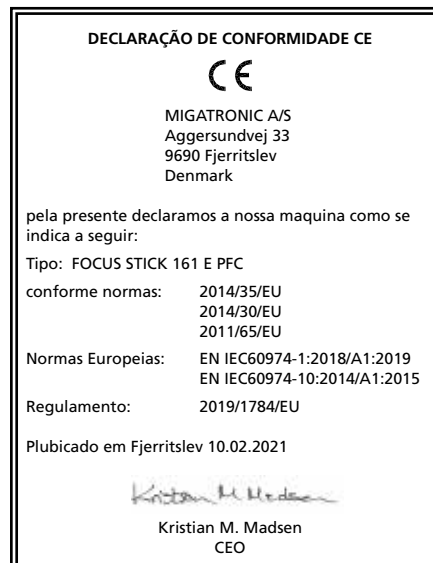 DECLARAÇÃO DE CONFORMIDADE CE
CE
MIGATRONIC A/S
Aggersundvej 33
9690 Fjerritslev
Denmark
pela presente declaramos a nossa maquina como se
indica a seguir:
Tipo: FOCUS STICK 161 E PFC
conforme normas: 2014/35/EU
2014/30/EU
2011/65/EU
Normas Europeias: EN IEC60974-1:2018/A1:2019
EN IEC60974-10:2014/A1:2015
Regulamento: 2019/1784/EU
Plubicado em Fjerritslev 10.02.2021
Kristian M Madsen
Kristian M. Madsen
CEO